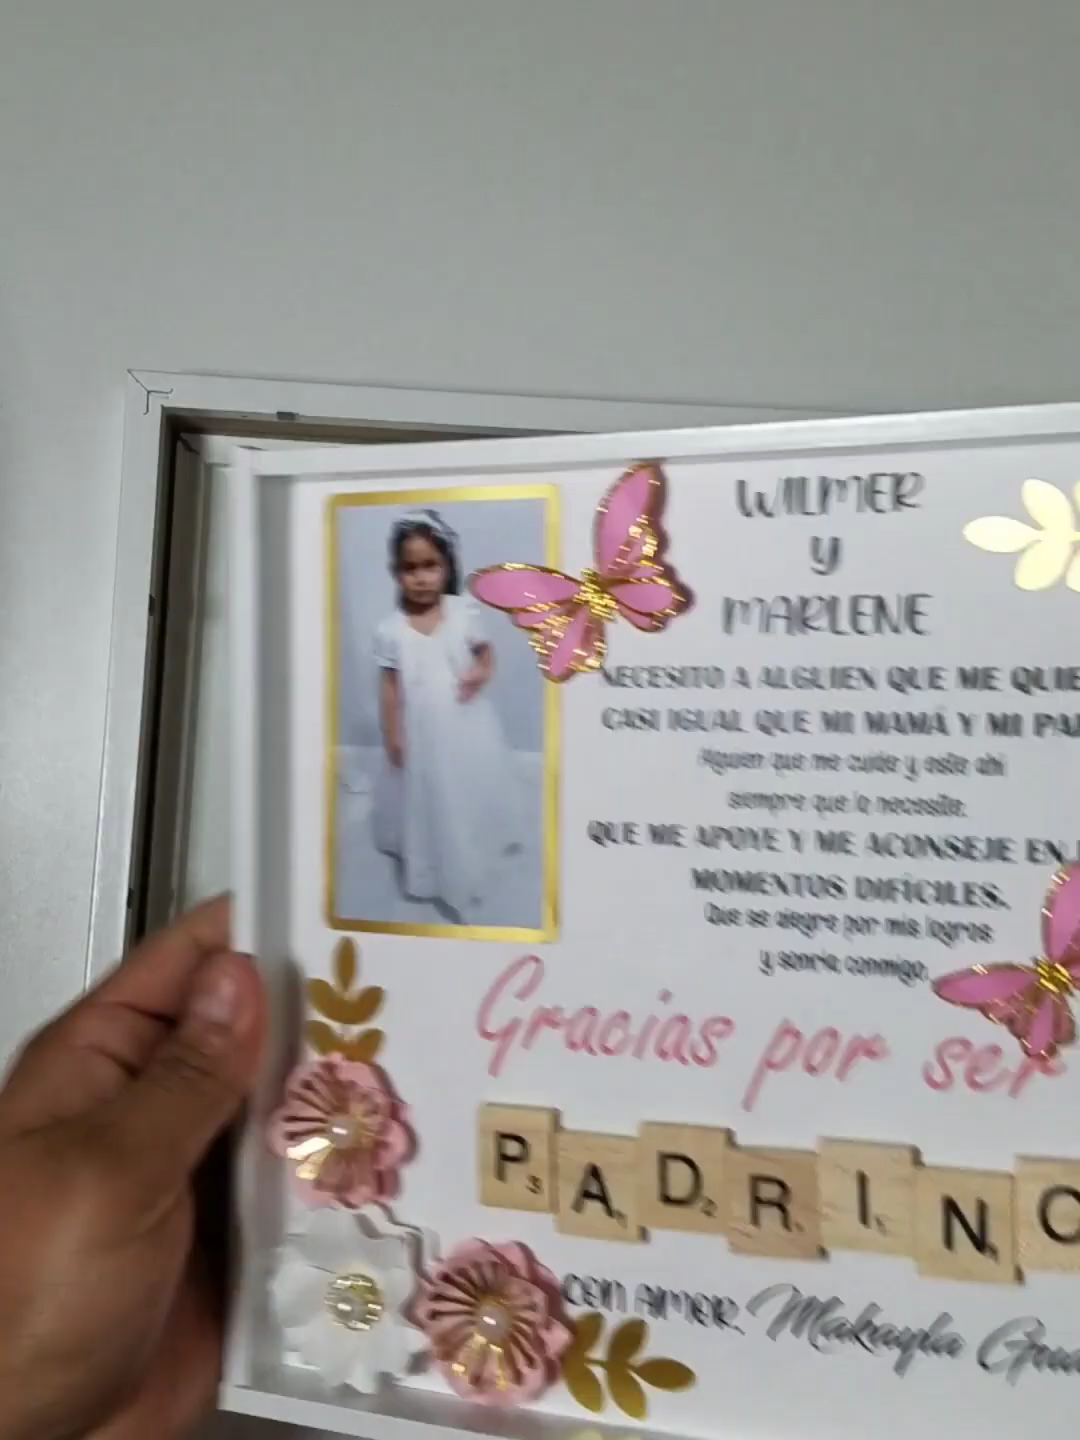 WILMER
y
MARLENE
NECESITO A ALGUIEN QUE ME QUIE
CASI IGUAL QUE MI MAMÁ Y MI PA
Alguien que me cuide y este ahí
siempre que lo necesite.
QUE ME APOYE Y ME ACONSEJE EN
MOMENTOS DIFÍCILES.
Que se alegre por mis logros
y sonría conmigo.
Gracias por ser
PADRINO
CON AMOR, Makayla